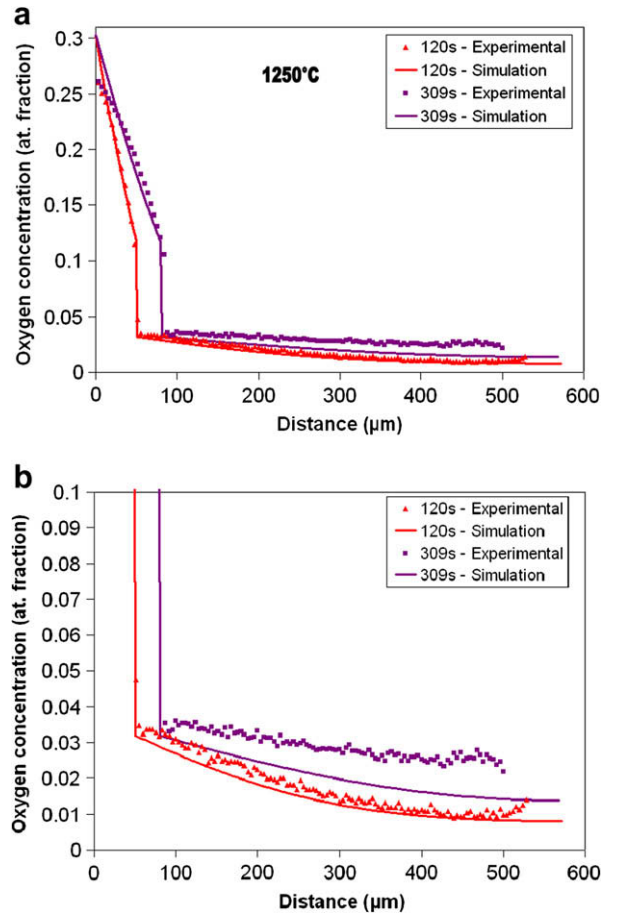 a
Oxygen concentration (at. fraction)
0.3
0.25
0.2
0.15
0.1
0.05
0
1250°C
120s - Experimental
120s - Simulation
309s - Experimental
309s - Simulation
0 100 200 300 400 500 600
Distance (µm)
b
Oxygen concentration (at. fraction)
0.1
0.09
0.08
0.07
0.06
0.05
0.04
0.03
0.02
0.01
0
120s - Experimental
120s - Simulation
309s - Experimental
309s - Simulation
0 100 200 300 400 500 600
Distance (µm)